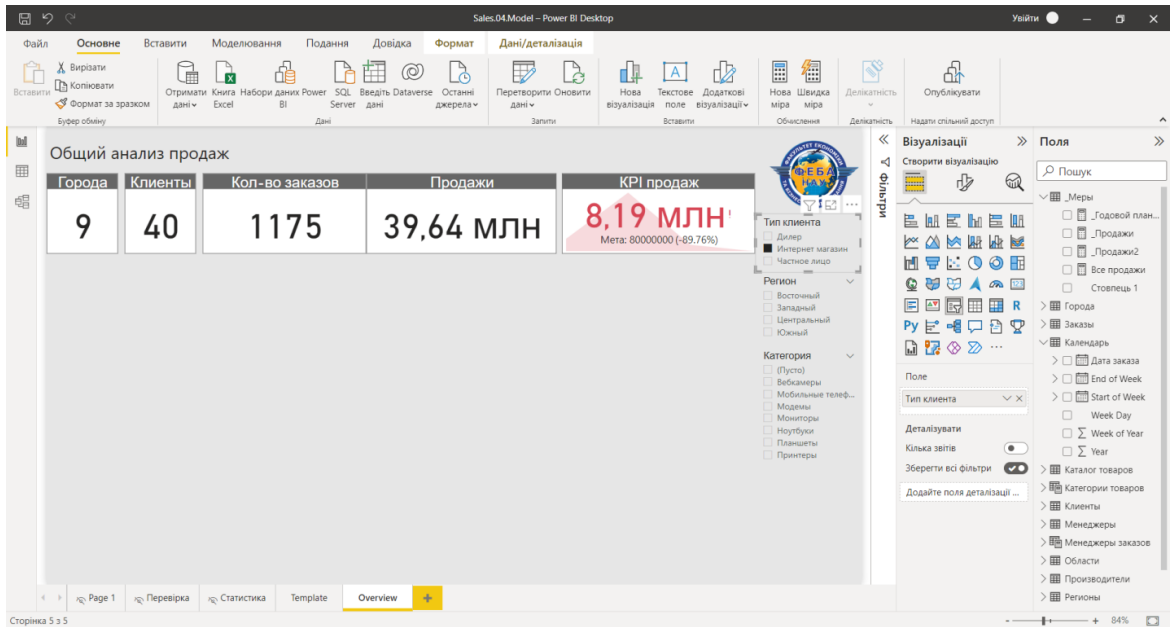 Sales.04.Model – Power BI Desktop
Увійти
Файл Основне Вставити Моделювання Подання Довідка Формат Дані/деталізація
Вставити
Вирізати
Копіювати
Формат за зразком
Буфер обміну
Отримати дані
Книга Excel
Набори даних Power BI
SQL Server
Введіть дані
Dataverse
Останні джерела
Дані
Перетворити дані
Оновити
Запити
Нова візуалізація
Текстове поле
Додаткові візуалізації
Вставити
Нова міра
Швидка міра
Обчислення
Делікатність
Делікатність
Опублікувати
Надати спільний доступ
Общий анализ продаж
Города
9
Клиенты
40
Кол-во заказов
1175
Продажи
39,64 МЛН
KPI продаж
8,19 МЛН!
Мета: 80000000 (-89.76%)
ФЕБА
НАУ
Тип клиента
Дилер
Интернет магазин
Частное лицо
Регион
Восточный
Западный
Центральный
Южный
Категория
(Пусто)
Вебкамеры
Мобильные телеф...
Модемы
Мониторы
Ноутбуки
Планшеты
Принтеры
Фільтри
Візуалізації
Створити візуалізацію
R
Py
123
Поле
Тип клиента
Деталізувати
Кілька звітів
Зберегти всі фільтри
Додайте поля деталізації ...
Поля
Пошук
_Меры
_Годовой план...
_Продажи
_Продажи2
Все продажи
Стовпець 1
Города
Заказы
Календарь
Дата заказа
End of Week
Start of Week
Week Day
Week of Year
Year
Каталог товаров
Категории товаров
Клиенты
Менеджеры
Менеджеры заказов
Области
Производители
Регионы
Page 1 Перевірка Статистика Template Overview
Сторінка 5 з 5
84%